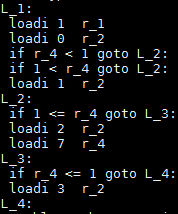 L_1:
loadi 1 r_1
loadi 0 r_2
if r_4 < 1 goto L_2:
if 1 < r_4 goto L_2:
loadi 1 r_2
L_2:
if 1 <= r_4 goto L_3:
loadi 2 r_2
loadi 7 r_4
L_3:
if r_4 <= 1 goto L_4:
loadi 3 r_2
L_4: